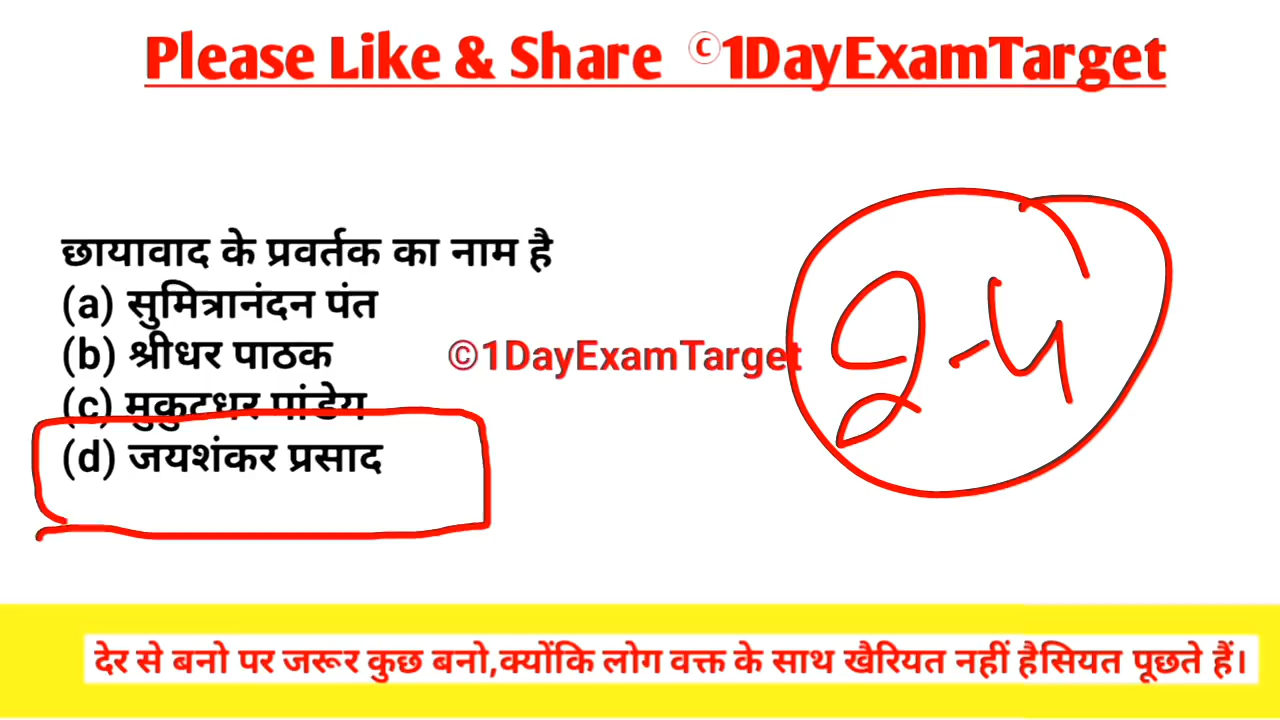 Please Like & Share ©1DayExamTarget
छायावाद के प्रवर्तक का नाम है
(a) सुमित्रानंदन पंत
(b) श्रीधर पाठक
©1DayExamTarget
(c) मुकुटधर पांडेय
(d) जयशंकर प्रसाद
2-4
देर से बनो पर जरूर कुछ बनो,क्योंकि लोग वक्त के साथ खैरियत नहीं हैसियत पूछते हैं।